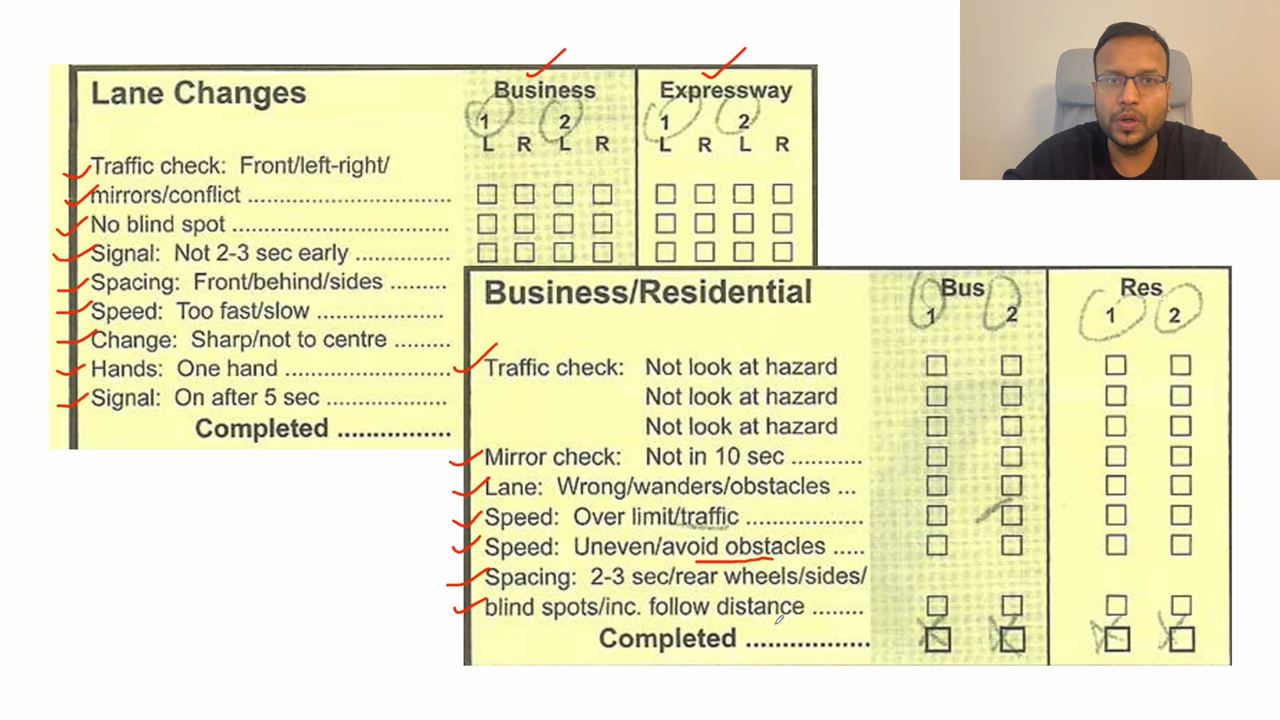 Lane Changes
Business Expressway
1 2 1 2
L R L R L R L R
Traffic check: Front/left-right/
mirrors/conflict ...................................
No blind spot .....................................
Signal: Not 2-3 sec early ................
Spacing: Front/behind/sides .........
Speed: Too fast/slow .....................
Change: Sharp/not to centre .........
Hands: One hand ...........................
Signal: On after 5 sec ....................
Completed .................
Business/Residential
Bus Res
1 2 1 2
Traffic check: Not look at hazard
Not look at hazard
Not look at hazard
Mirror check: Not in 10 sec ...........
Lane: Wrong/wanders/obstacles ...
Speed: Over limit/traffic ..................
Speed: Uneven/avoid obstacles .....
Spacing: 2-3 sec/rear wheels/sides/
blind spots/inc. follow distance ........
Completed ..................